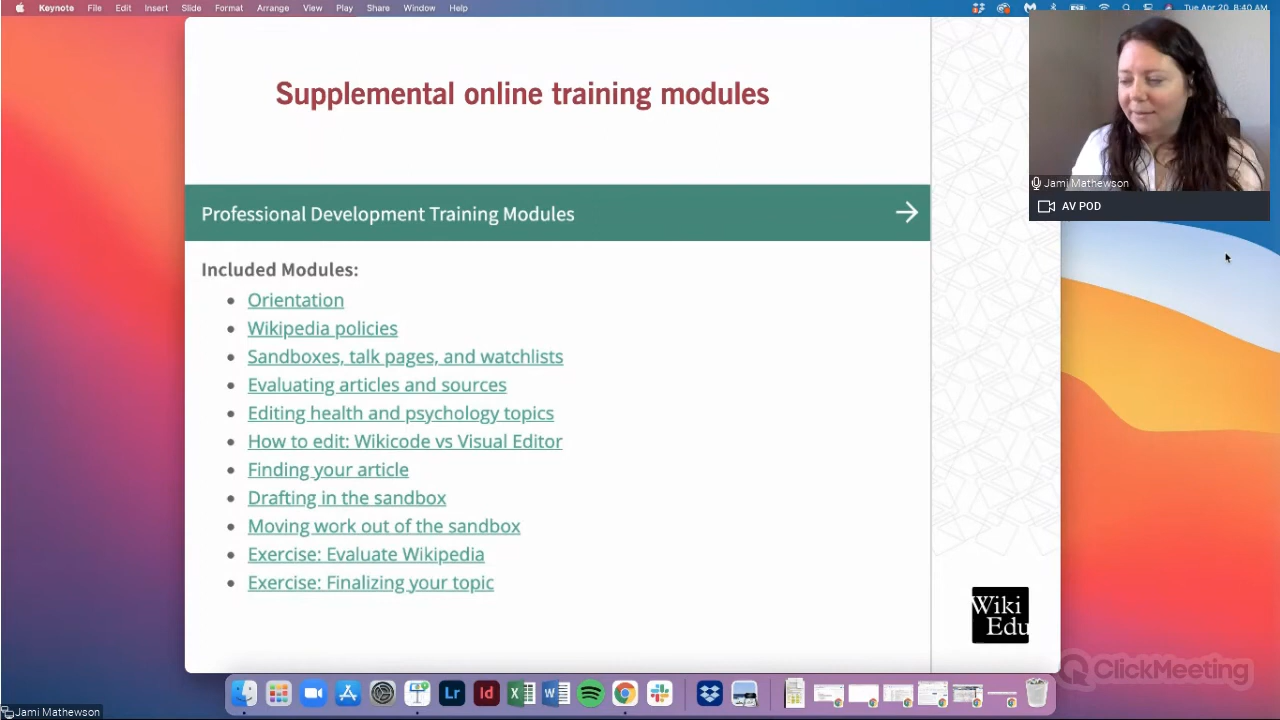 Keynote File Edit Insert Slide Format Arrange View Play Share Window Help
Tue Apr 20 8:40 AM
Supplemental online training modules
Jami Mathewson
AV POD
Professional Development Training Modules
Included Modules:
Orientation
Wikipedia policies
Sandboxes, talk pages, and watchlists
Evaluating articles and sources
Editing health and psychology topics
How to edit: Wikicode vs Visual Editor
Finding your article
Drafting in the sandbox
Moving work out of the sandbox
Exercise: Evaluate Wikipedia
Exercise: Finalizing your topic
Wiki
Edu
ClickMeeting
Lr Id
Jami Mathewson